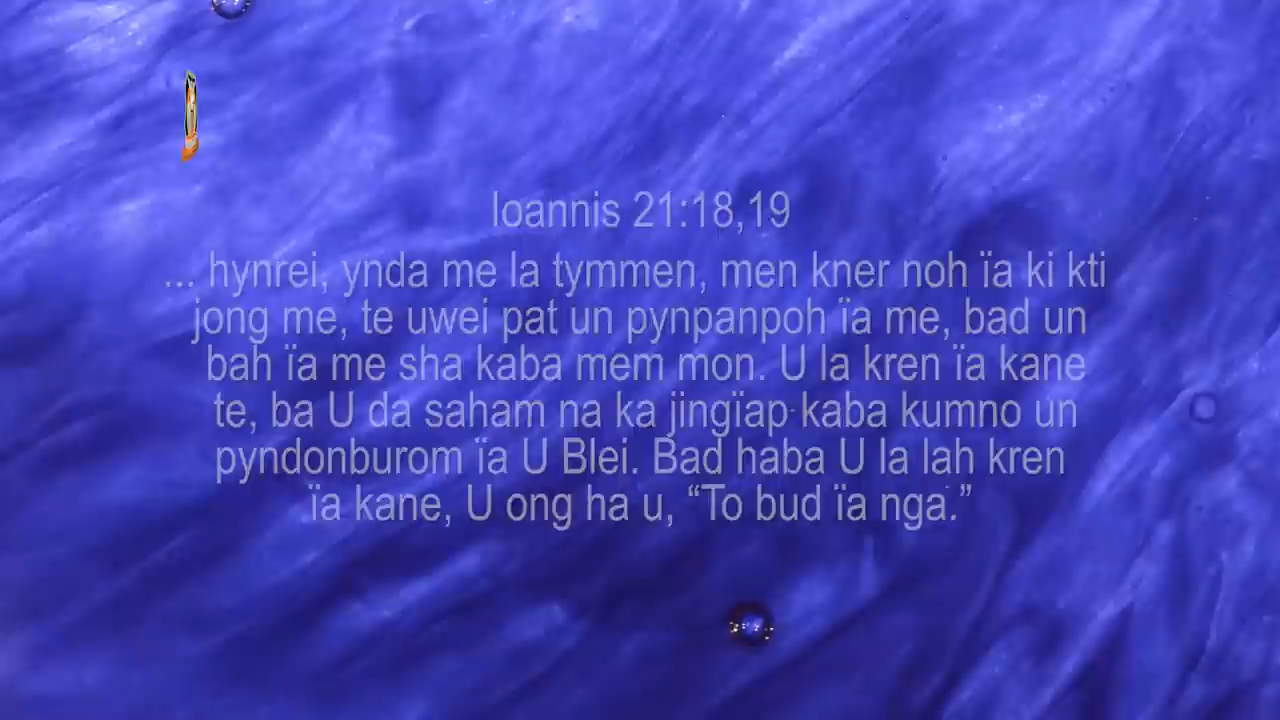 Ioannis 21:18,19
... hynrei, ynda me la tymmen, men kner noh ïa ki kti
jong me, te uwei pat un pynpanpoh ïa me, bad un
bah ïa me sha kaba mem mon. U la kren ïa kane
te, ba U da saham na ka jingïap kaba kumno un
pyndonburom ïa U Blei. Bad haba U la lah kren
ïa kane, U ong ha u, “To bud ïa nga.”